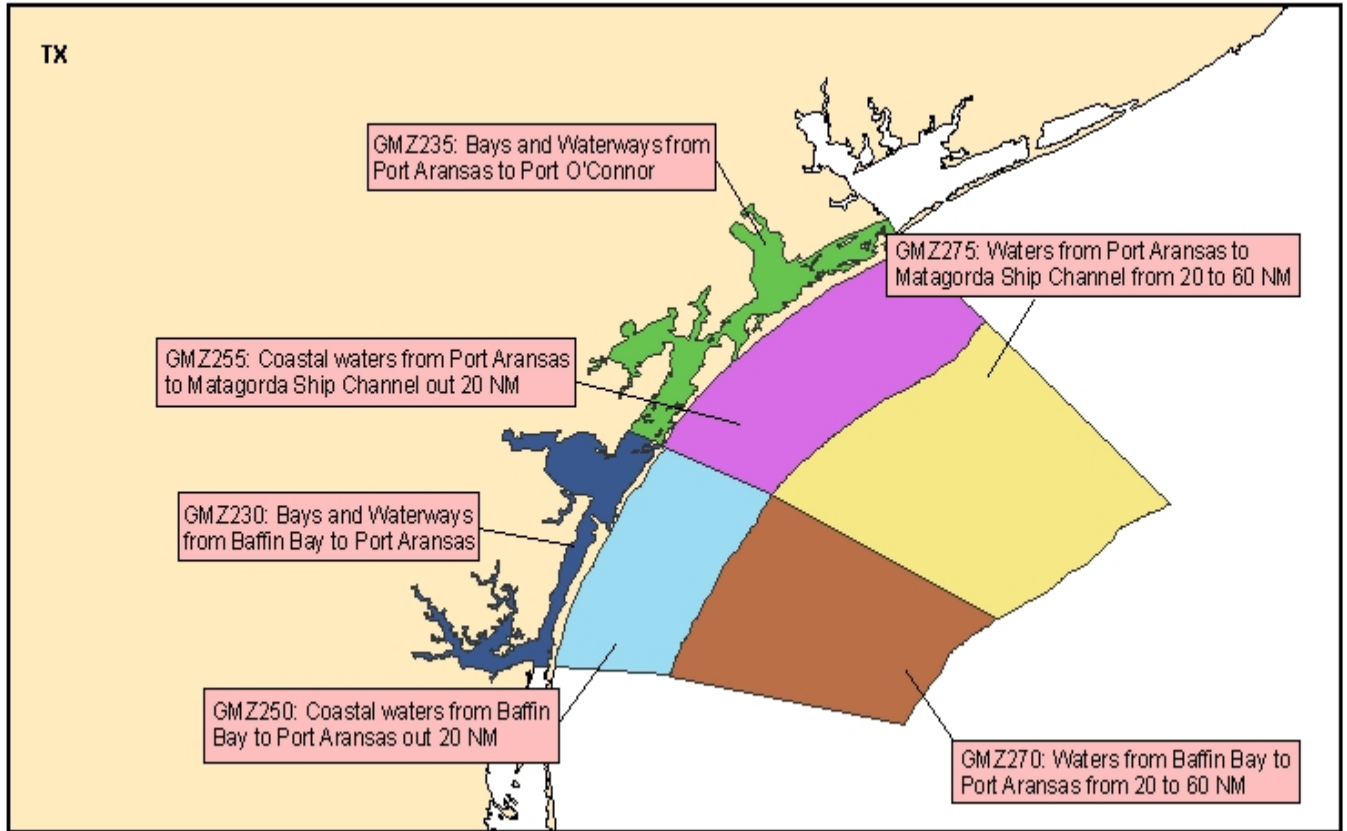 TX
GMZ235: Bays and Waterways from
Port Aransas to Port O'Connor
GMZ275: Waters from Port Aransas to
Matagorda Ship Channel from 20 to 60 NM
GMZ255: Coastal waters from Port Aransas
to Matagorda Ship Channel out 20 NM
GMZ230: Bays and Waterways
from Baffin Bay to Port Aransas
GMZ250: Coastal waters from Baffin
Bay to Port Aransas out 20 NM
GMZ270: Waters from Baffin Bay to
Port Aransas from 20 to 60 NM